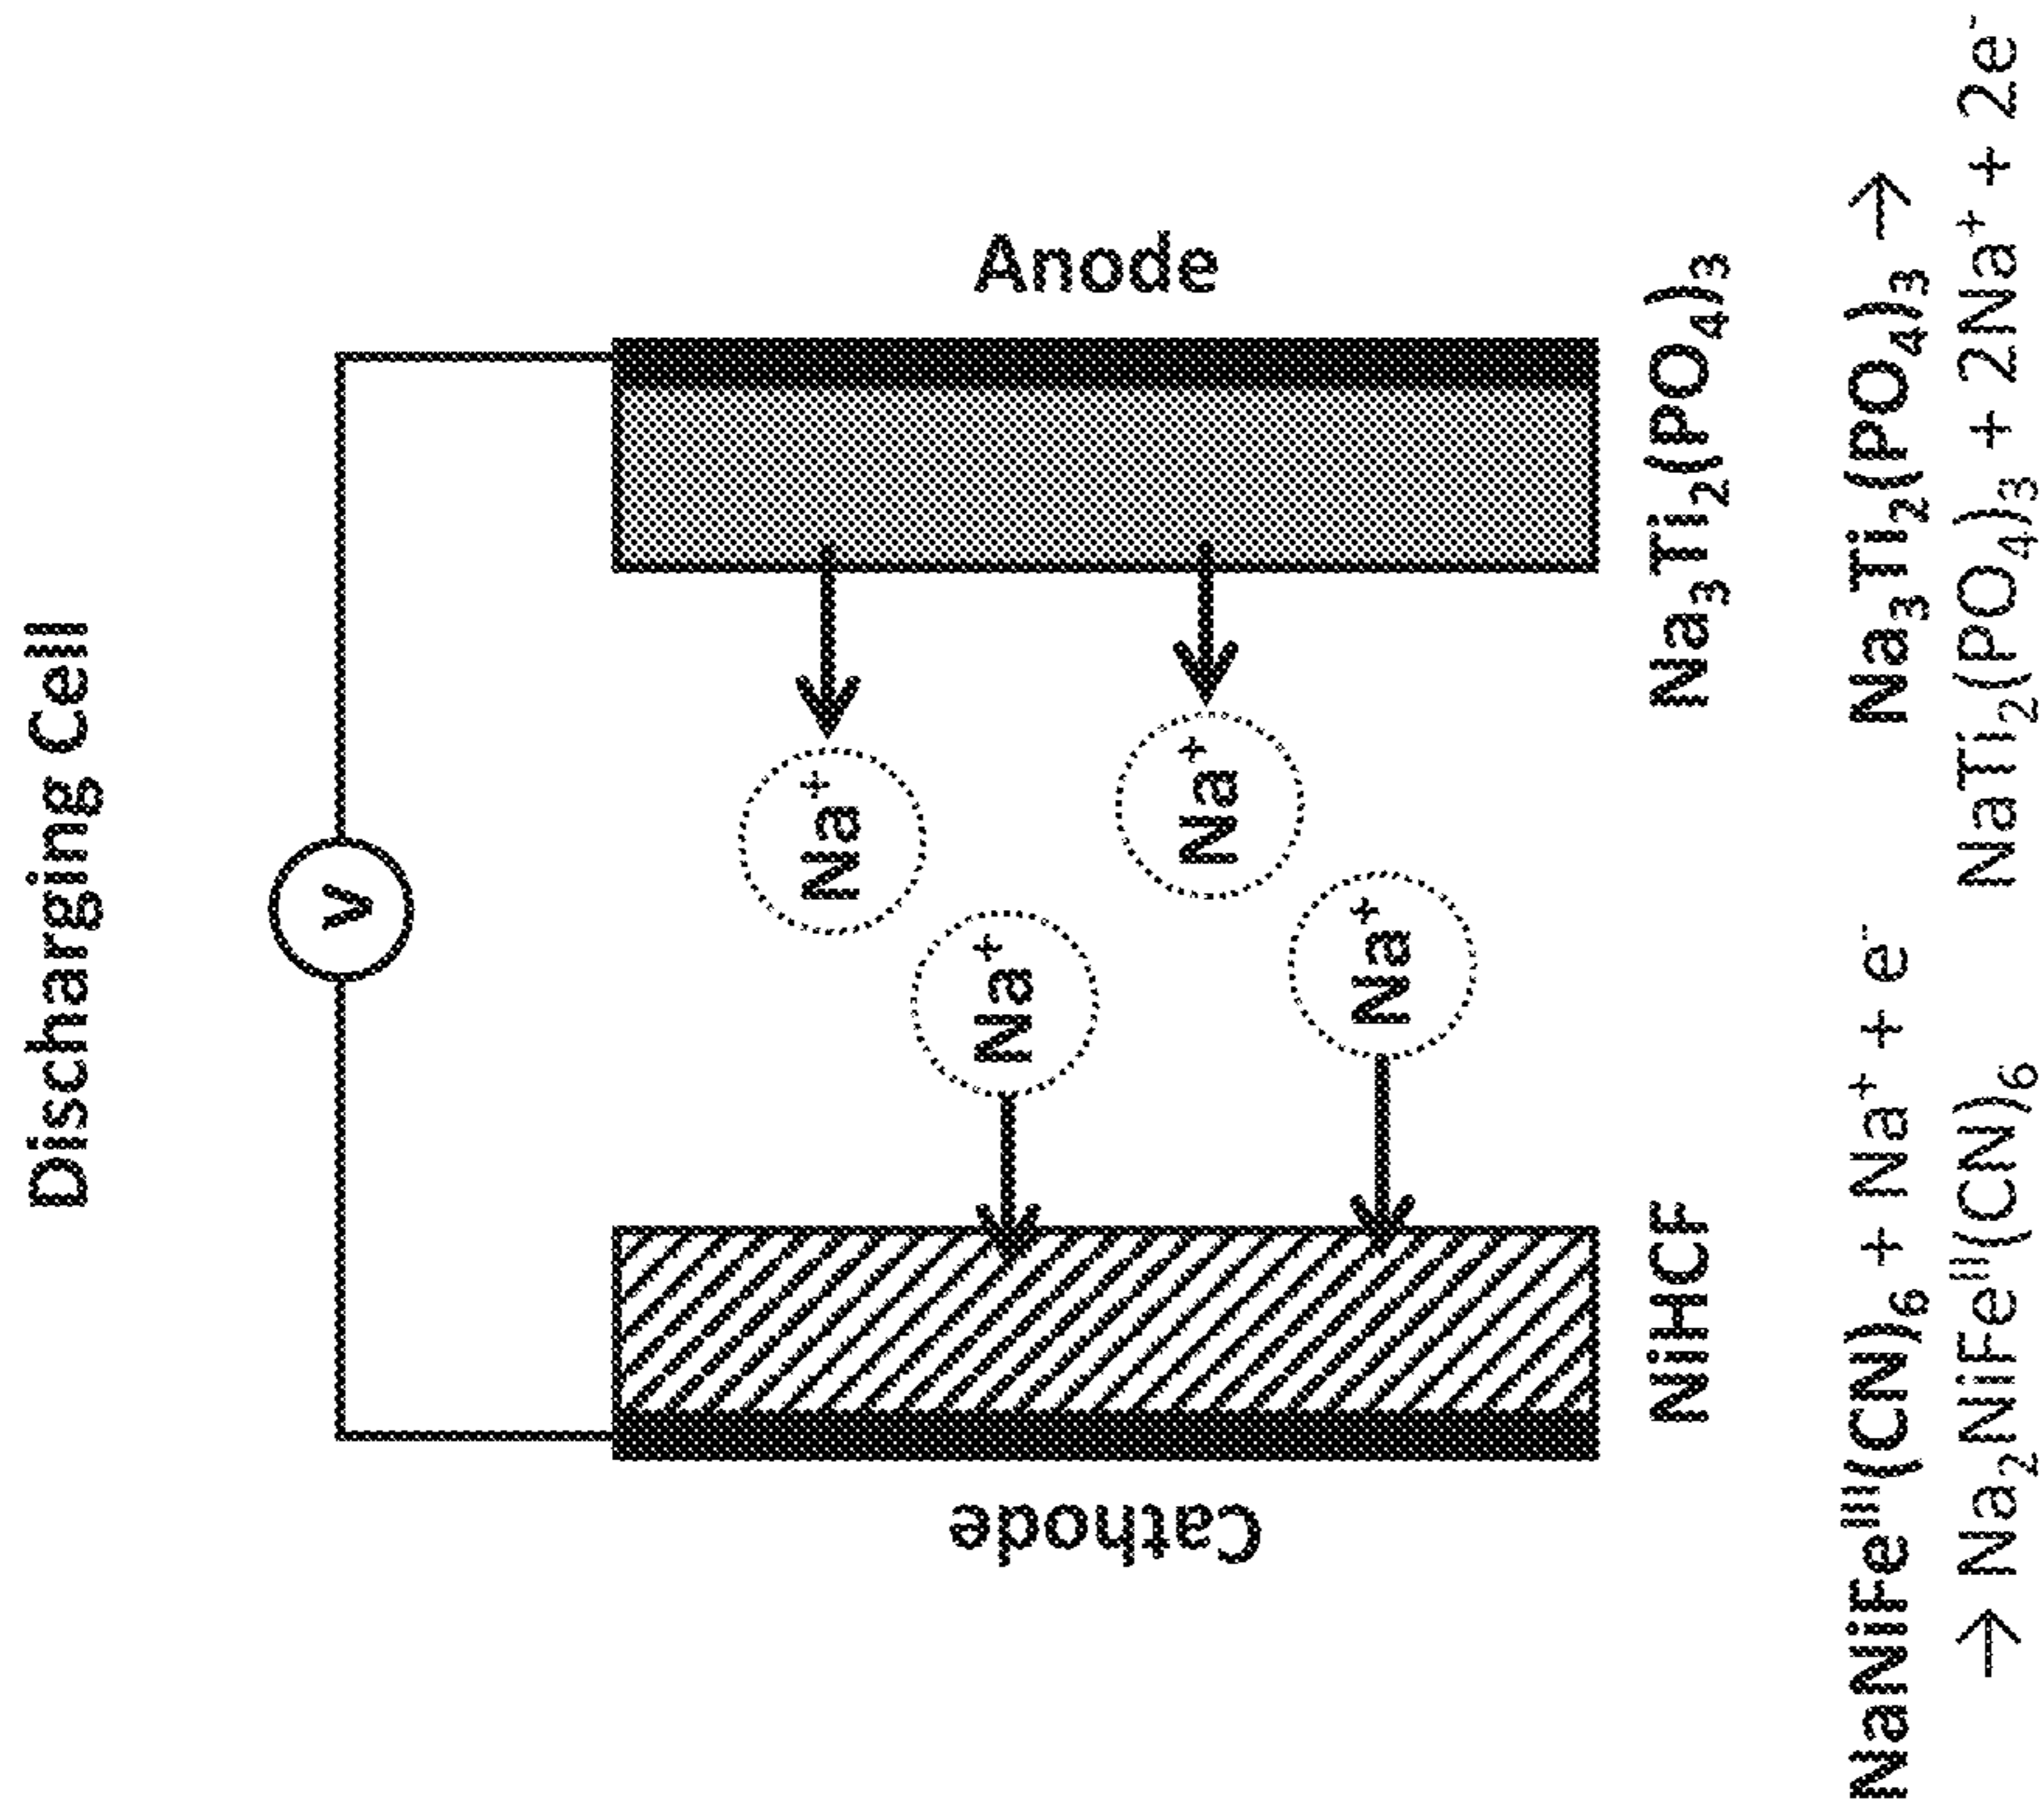 Discharging Cell
V
Cathode
Anode
Na⁺
Na⁺
Na⁺
Na⁺
NiHCF
Na₃Ti₂(PO₄)₃
NaNiFeᴵᴵᴵ(CN)₆ + Na⁺ + e⁻
→ Na₂NiFeᴵᴵ(CN)₆
Na₃Ti₂(PO₄)₃ →
NaTi₂(PO₄)₃ + 2Na⁺ + 2e⁻